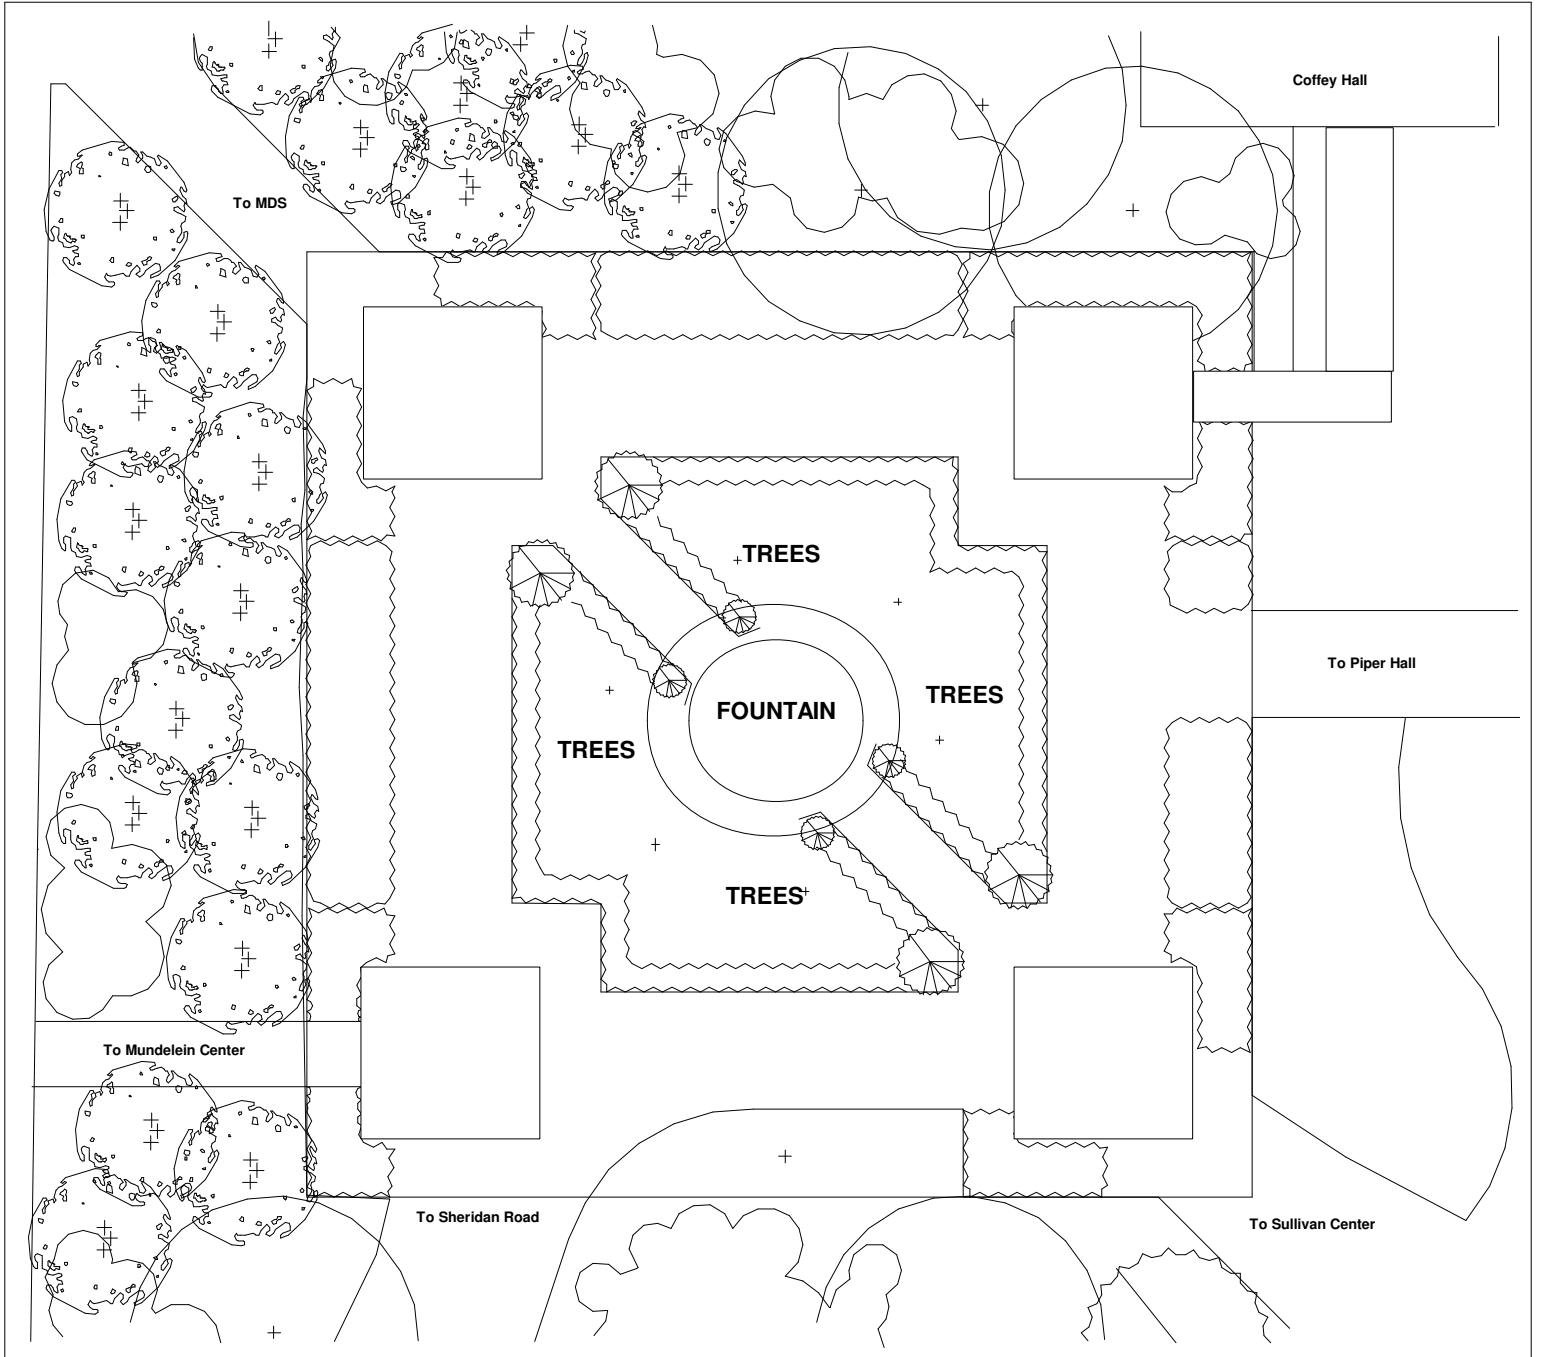 Coffey Hall
To MDS
TREES
To Piper Hall
TREES
FOUNTAIN
TREES
TREES
To Mundelein Center
To Sheridan Road
To Sullivan Center